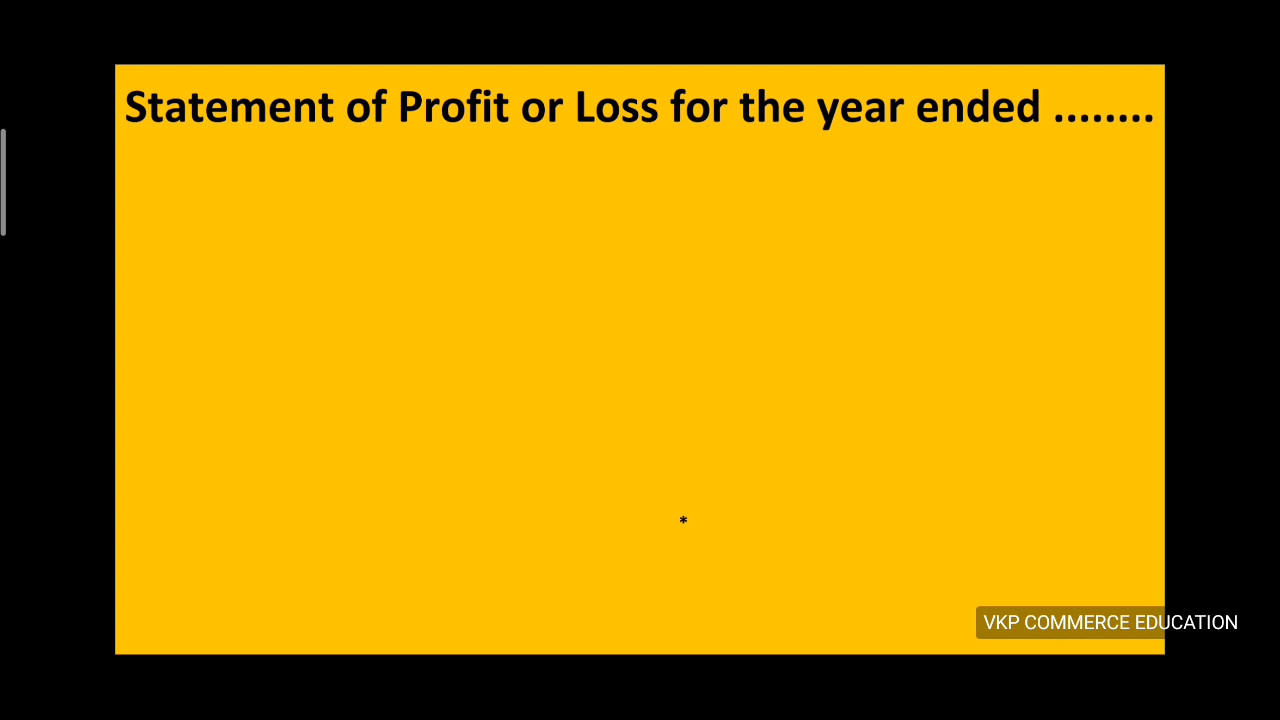 Statement of Profit or Loss for the year ended ........
*
VKP COMMERCE EDUCATION